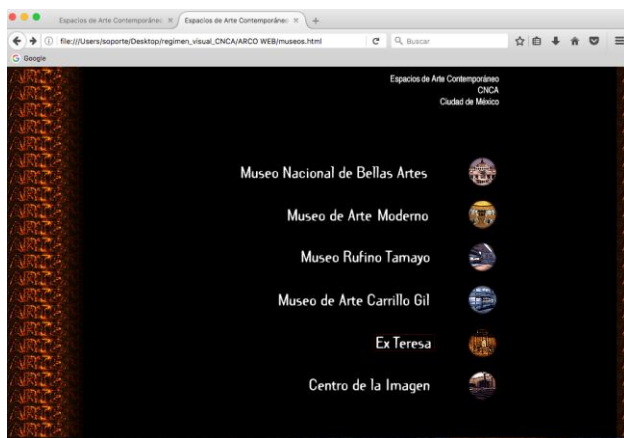 Espacios de Arte Contemporáneo
Espacios de Arte Contemporáneo
file:///Users/soporte/Desktop/regimen_visual_CNCA/ARCO WEB/museos.html
Buscar
Google
Espacios de Arte Contemporáneo
CNCA
Ciudad de México
Museo Nacional de Bellas Artes
Museo de Arte Moderno
Museo Rufino Tamayo
Museo de Arte Carrillo Gil
Ex Teresa
Centro de la Imagen